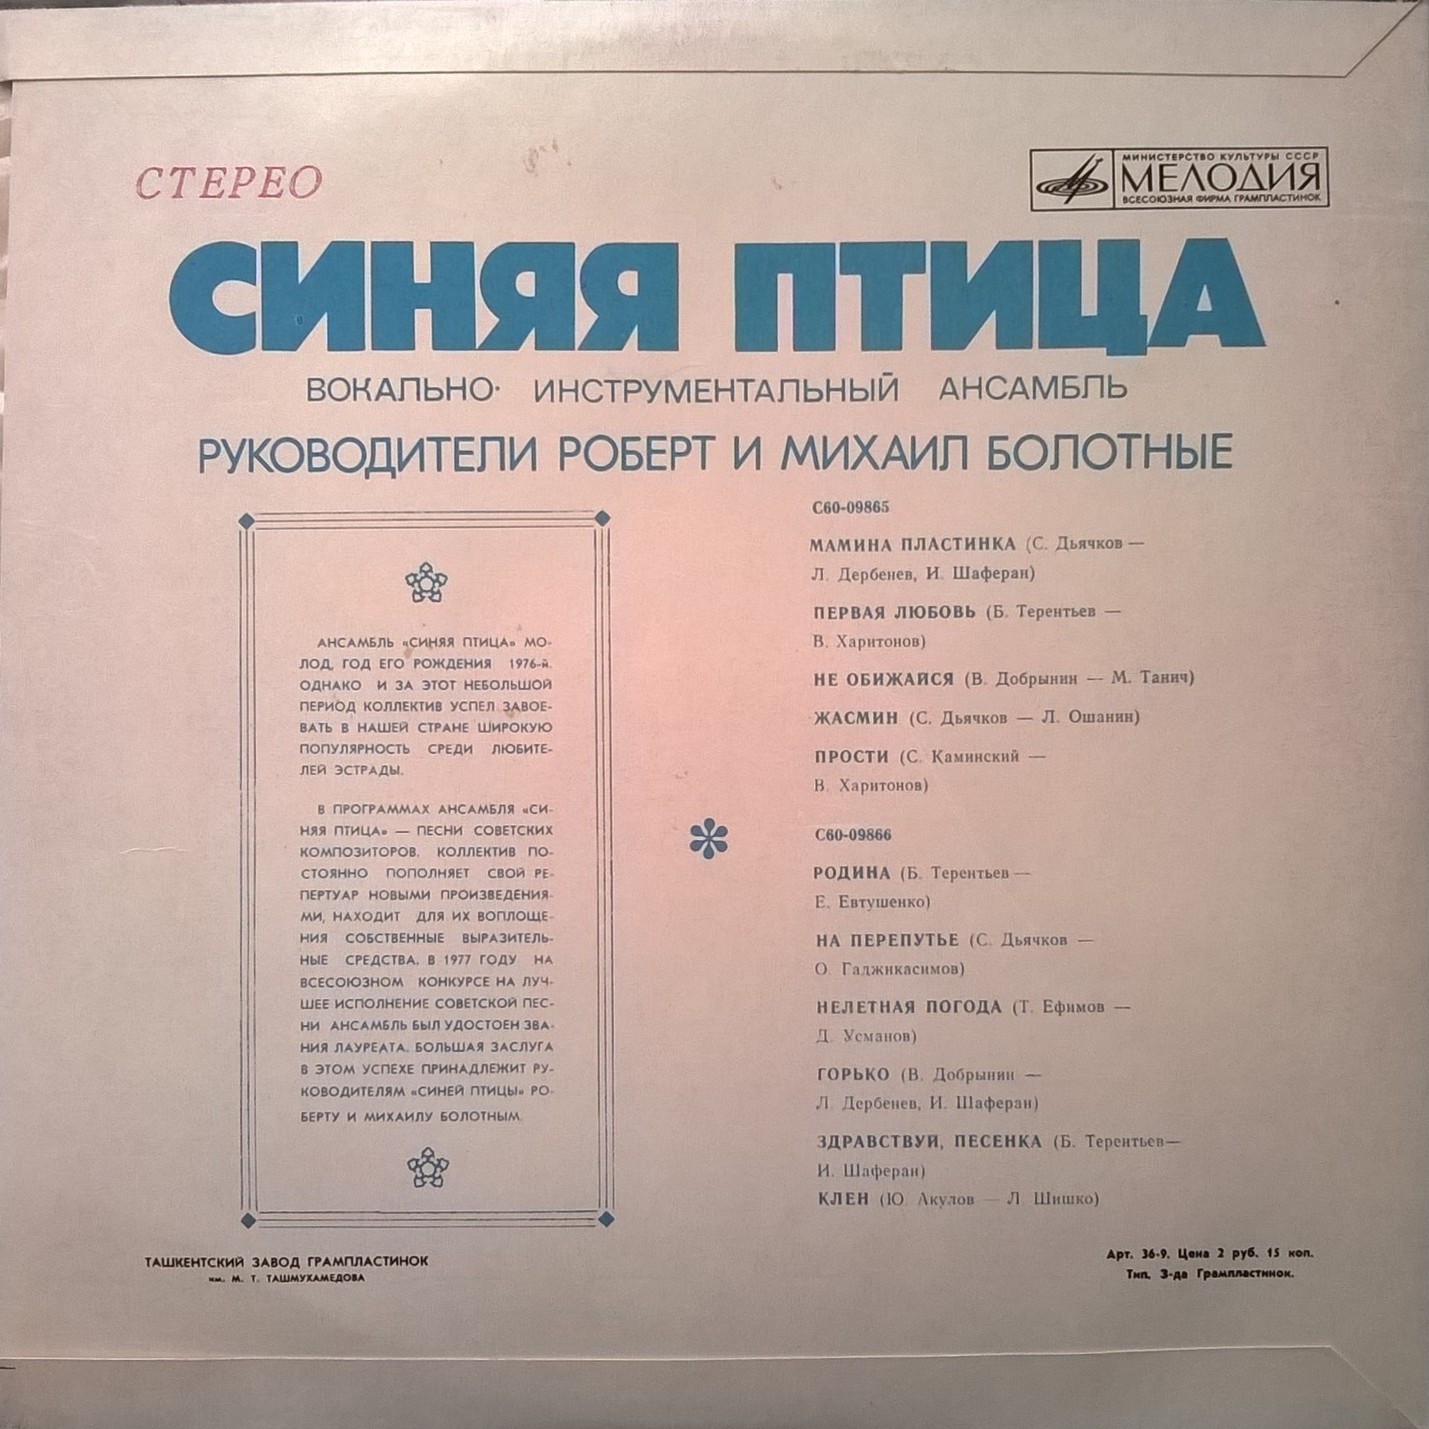 СТЕРЕО
МИНИСТЕРСТВО КУЛЬТУРЫ СССР
МЕЛОДИЯ
ВСЕСОЮЗНАЯ ФИРМА ГРАМПЛАСТИНОК
СИНЯЯ ПТИЦА
ВОКАЛЬНО- ИНСТРУМЕНТАЛЬНЫЙ АНСАМБЛЬ
РУКОВОДИТЕЛИ РОБЕРТ И МИХАИЛ БОЛОТНЫЕ
АНСАМБЛЬ «СИНЯЯ ПТИЦА» МО-
ЛОД, ГОД ЕГО РОЖДЕНИЯ 1976-й.
ОДНАКО И ЗА ЭТОТ НЕБОЛЬШОЙ
ПЕРИОД КОЛЛЕКТИВ УСПЕЛ ЗАВОЕ-
ВАТЬ В НАШЕЙ СТРАНЕ ШИРОКУЮ
ПОПУЛЯРНОСТЬ СРЕДИ ЛЮБИТЕ-
ЛЕЙ ЭСТРАДЫ.
В ПРОГРАММАХ АНСАМБЛЯ «СИ-
НЯЯ ПТИЦА» — ПЕСНИ СОВЕТСКИХ
КОМПОЗИТОРОВ. КОЛЛЕКТИВ ПО-
СТОЯННО ПОПОЛНЯЕТ СВОЙ РЕ-
ПЕРТУАР НОВЫМИ ПРОИЗВЕДЕНИЯ-
МИ, НАХОДИТ ДЛЯ ИХ ВОПЛОЩЕ-
НИЯ СОБСТВЕННЫЕ ВЫРАЗИТЕЛЬ-
НЫЕ СРЕДСТВА. В 1977 ГОДУ НА
ВСЕСОЮЗНОМ КОНКУРСЕ НА ЛУЧ-
ШЕЕ ИСПОЛНЕНИЕ СОВЕТСКОЙ ПЕС-
НИ АНСАМБЛЬ БЫЛ УДОСТОЕН ЗВА-
НИЯ ЛАУРЕАТА. БОЛЬШАЯ ЗАСЛУГА
В ЭТОМ УСПЕХЕ ПРИНАДЛЕЖИТ РУ-
КОВОДИТЕЛЯМ «СИНЕЙ ПТИЦЫ» РО-
БЕРТУ И МИХАИЛУ БОЛОТНЫМ.
С60-09865
МАМИНА ПЛАСТИНКА (С. Дьячков —
Л. Дербенев, И. Шаферан)
ПЕРВАЯ ЛЮБОВЬ (Б. Терентьев —
В. Харитонов)
НЕ ОБИЖАЙСЯ (В. Добрынин — М. Танич)
ЖАСМИН (С. Дьячков — Л. Ошанин)
ПРОСТИ (С. Каминский —
В. Харитонов)
С60-09866
РОДИНА (Б. Терентьев —
Е. Евтушенко)
НА ПЕРЕПУТЬЕ (С. Дьячков —
О. Гаджикасимов)
НЕЛЕТНАЯ ПОГОДА (Т. Ефимов —
Д. Усманов)
ГОРЬКО (В. Добрынин —
Л. Дербенев, И. Шаферан)
ЗДРАВСТВУЙ, ПЕСЕНКА (Б. Терентьев—
И. Шаферан)
КЛЕН (Ю. Акулов — Л. Шишко)
ТАШКЕНТСКИЙ ЗАВОД ГРАМПЛАСТИНОК
им. М. Т. ТАШМУХАМЕДОВА
Арт. 36-9. Цена 2 руб. 15 коп.
Тип. З-да Грампластинок.